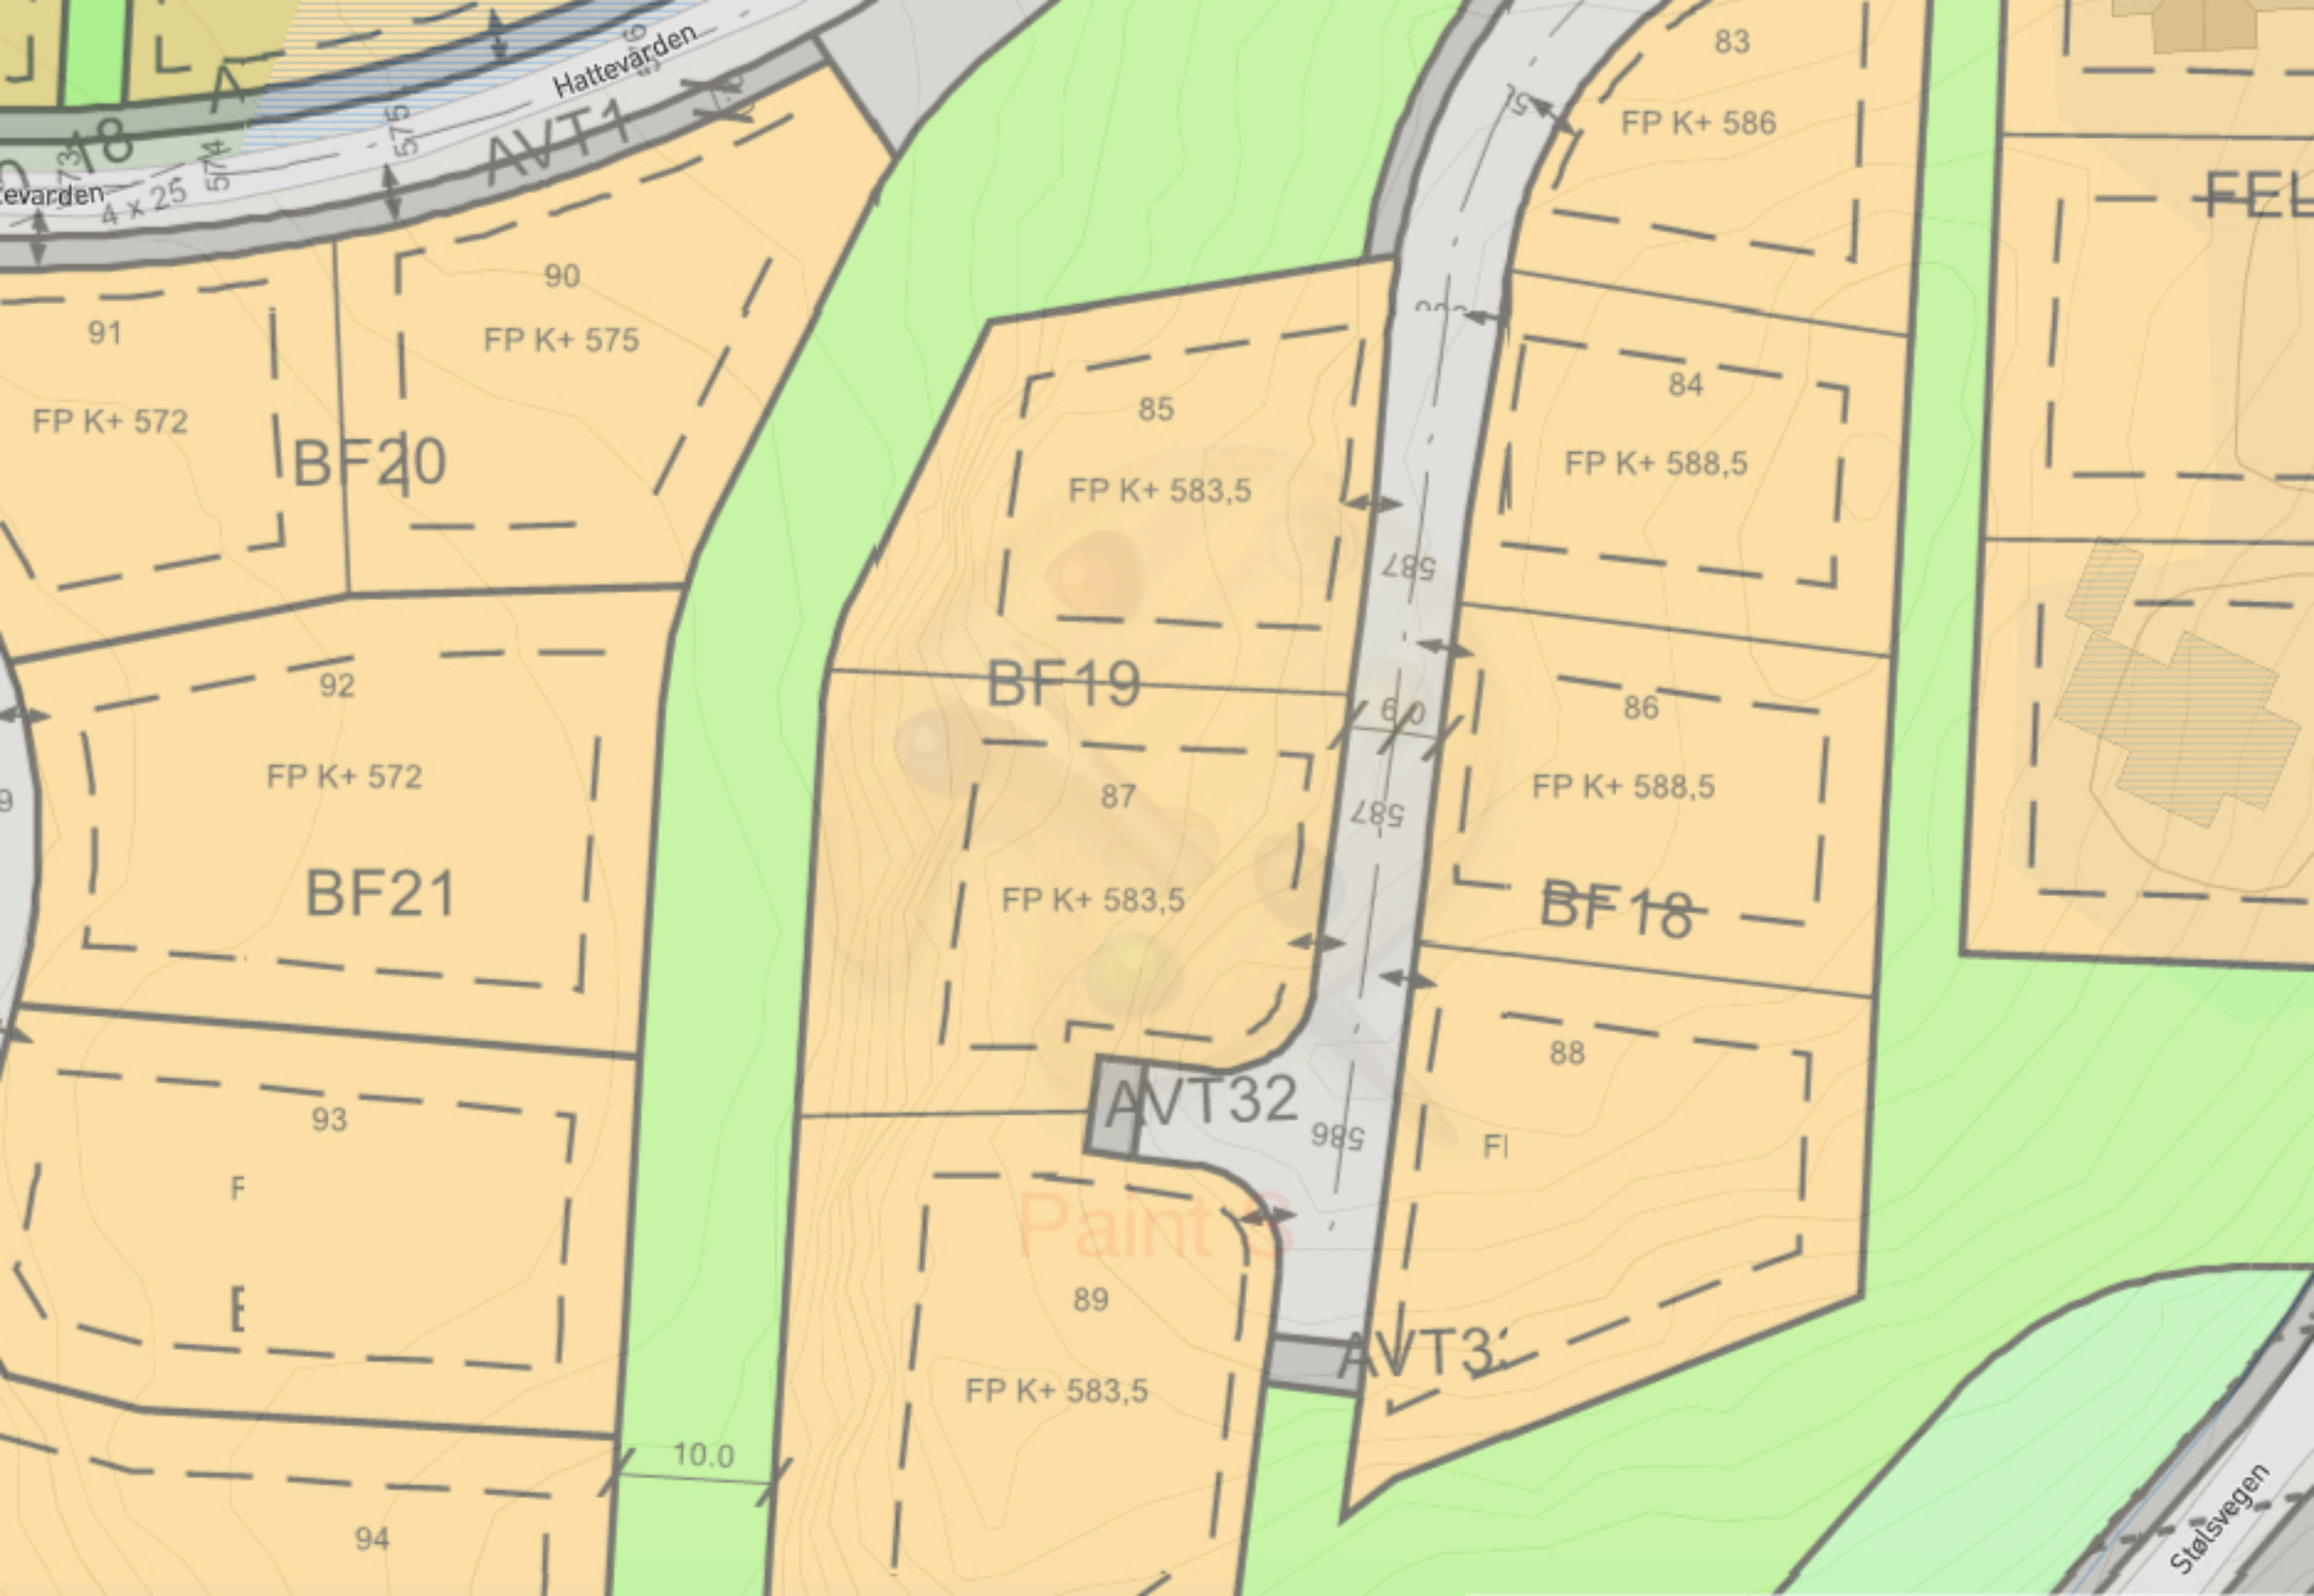 83
Hattevarden
FP K+ 586
AVT1
575
18
574
4 x 25
90
91
FP K+ 575
84
85
FP K+ 572
BF20
FP K+ 588,5
FP K+ 583,5
587
92
BF19
86
6.0
FP K+ 572
87
FP K+ 588,5
587
BF21
FP K+ 583,5
BF18
88
AVT32
93
586
Paint S
89
FP K+ 583,5
10.0
94
Stølsvegen